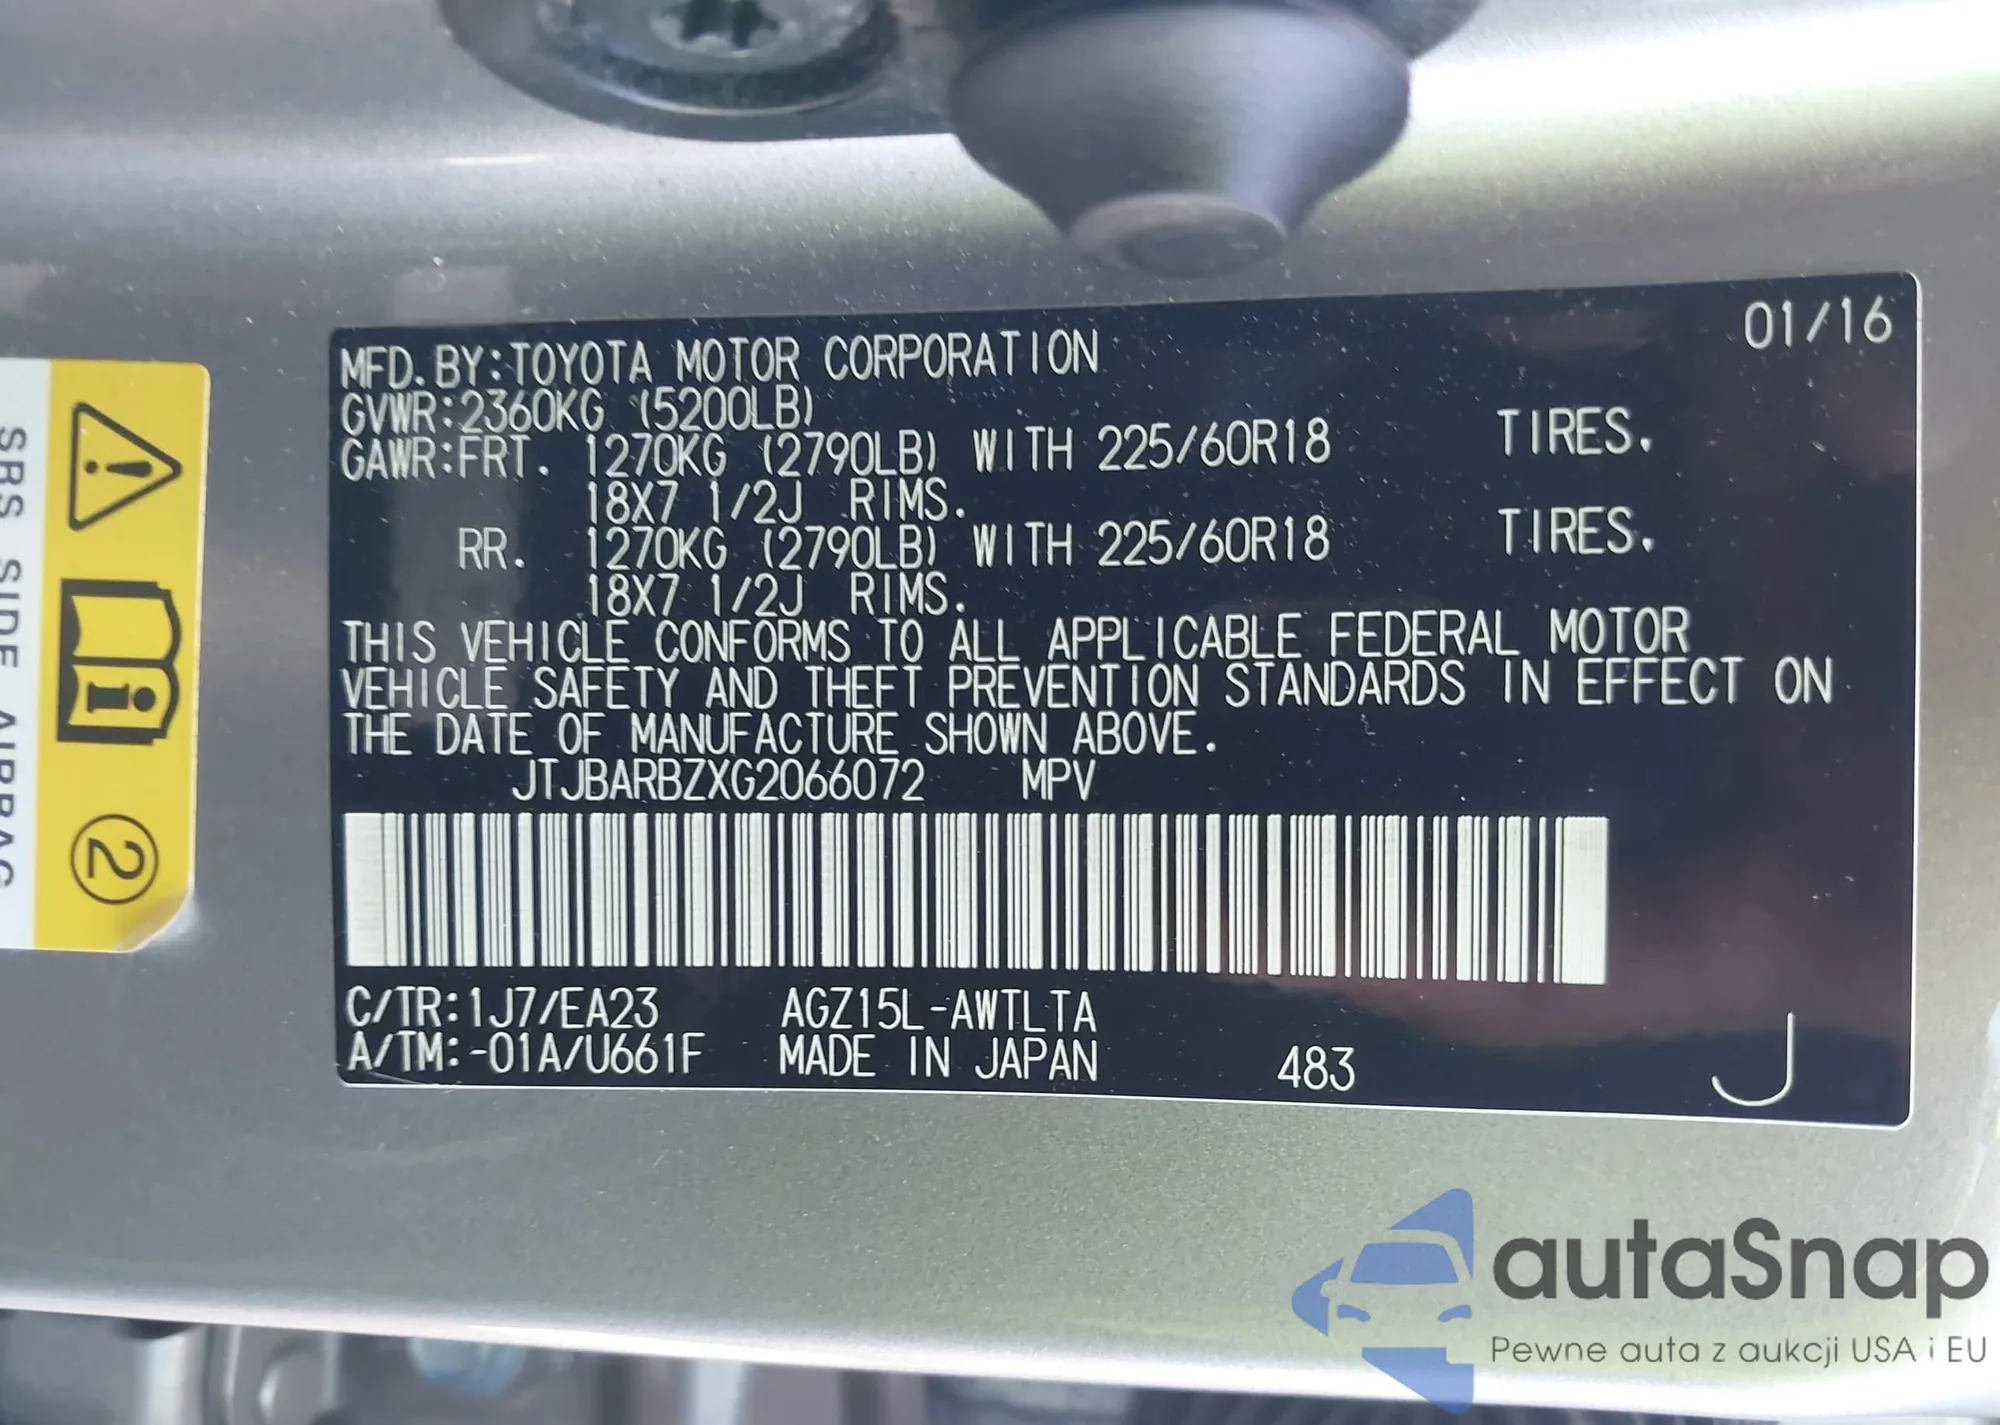 01/16
MFD. BY:TOYOTA MOTOR CORPORATION
GVWR:2360KG (5200LB)
GAWR:FRT. 1270KG (2790LB) WITH 225/60R18 TIRES.
18X7 1/2J RIMS.
RR. 1270KG (2790LB) WITH 225/60R18 TIRES.
18X7 1/2J RIMS.
THIS VEHICLE CONFORMS TO ALL APPLICABLE FEDERAL MOTOR
VEHICLE SAFETY AND THEFT PREVENTION STANDARDS IN EFFECT ON
THE DATE OF MANUFACTURE SHOWN ABOVE.
JTJBARBZXG2066072 MPV
C/TR:1J7/EA23 AGZ15L-AWTLTA
A/TM:-01A/U661F MADE IN JAPAN 483
J
SRS SIDE AIRBAG
2
autaSnap
Pewne auta z aukcji USA i EU